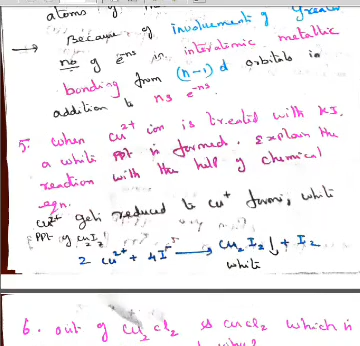 atoms
→ Because of involvement of greater
no of e⁻ns in interatomic metallic
bonding from (n-1)d orbitals in
addition to ns e⁻ns.
5. When Cu²⁺ ion is treated with KI.
a white ppt is formed. Explain the
reaction with the help of chemical
eqn.
Cu²⁺ gets reduced to Cu⁺ forms, white
ppt of Cu₂I₂
2 Cu²⁺ + 4I⁻ → Cu₂I₂↓ + I₂
white
6. out of Cu₂Cl₂ & CuCl₂ which is